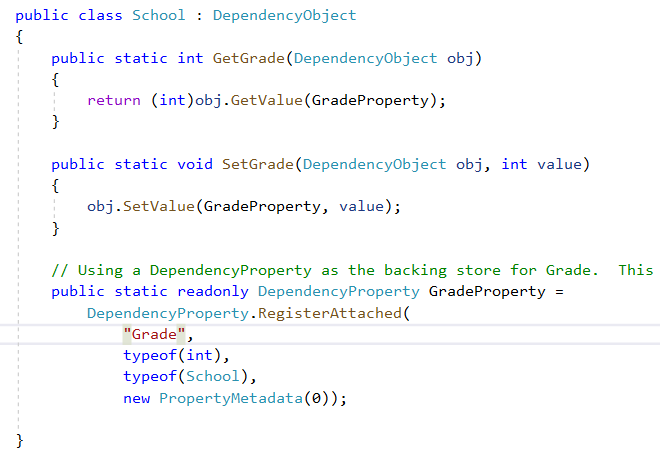 public class School : DependencyObject
{
    public static int GetGrade(DependencyObject obj)
    {
        return (int)obj.GetValue(GradeProperty);
    }

    public static void SetGrade(DependencyObject obj, int value)
    {
        obj.SetValue(GradeProperty, value);
    }

    // Using a DependencyProperty as the backing store for Grade.  This
    public static readonly DependencyProperty GradeProperty =
        DependencyProperty.RegisterAttached(
            "Grade",
            typeof(int),
            typeof(School),
            new PropertyMetadata(0));

}